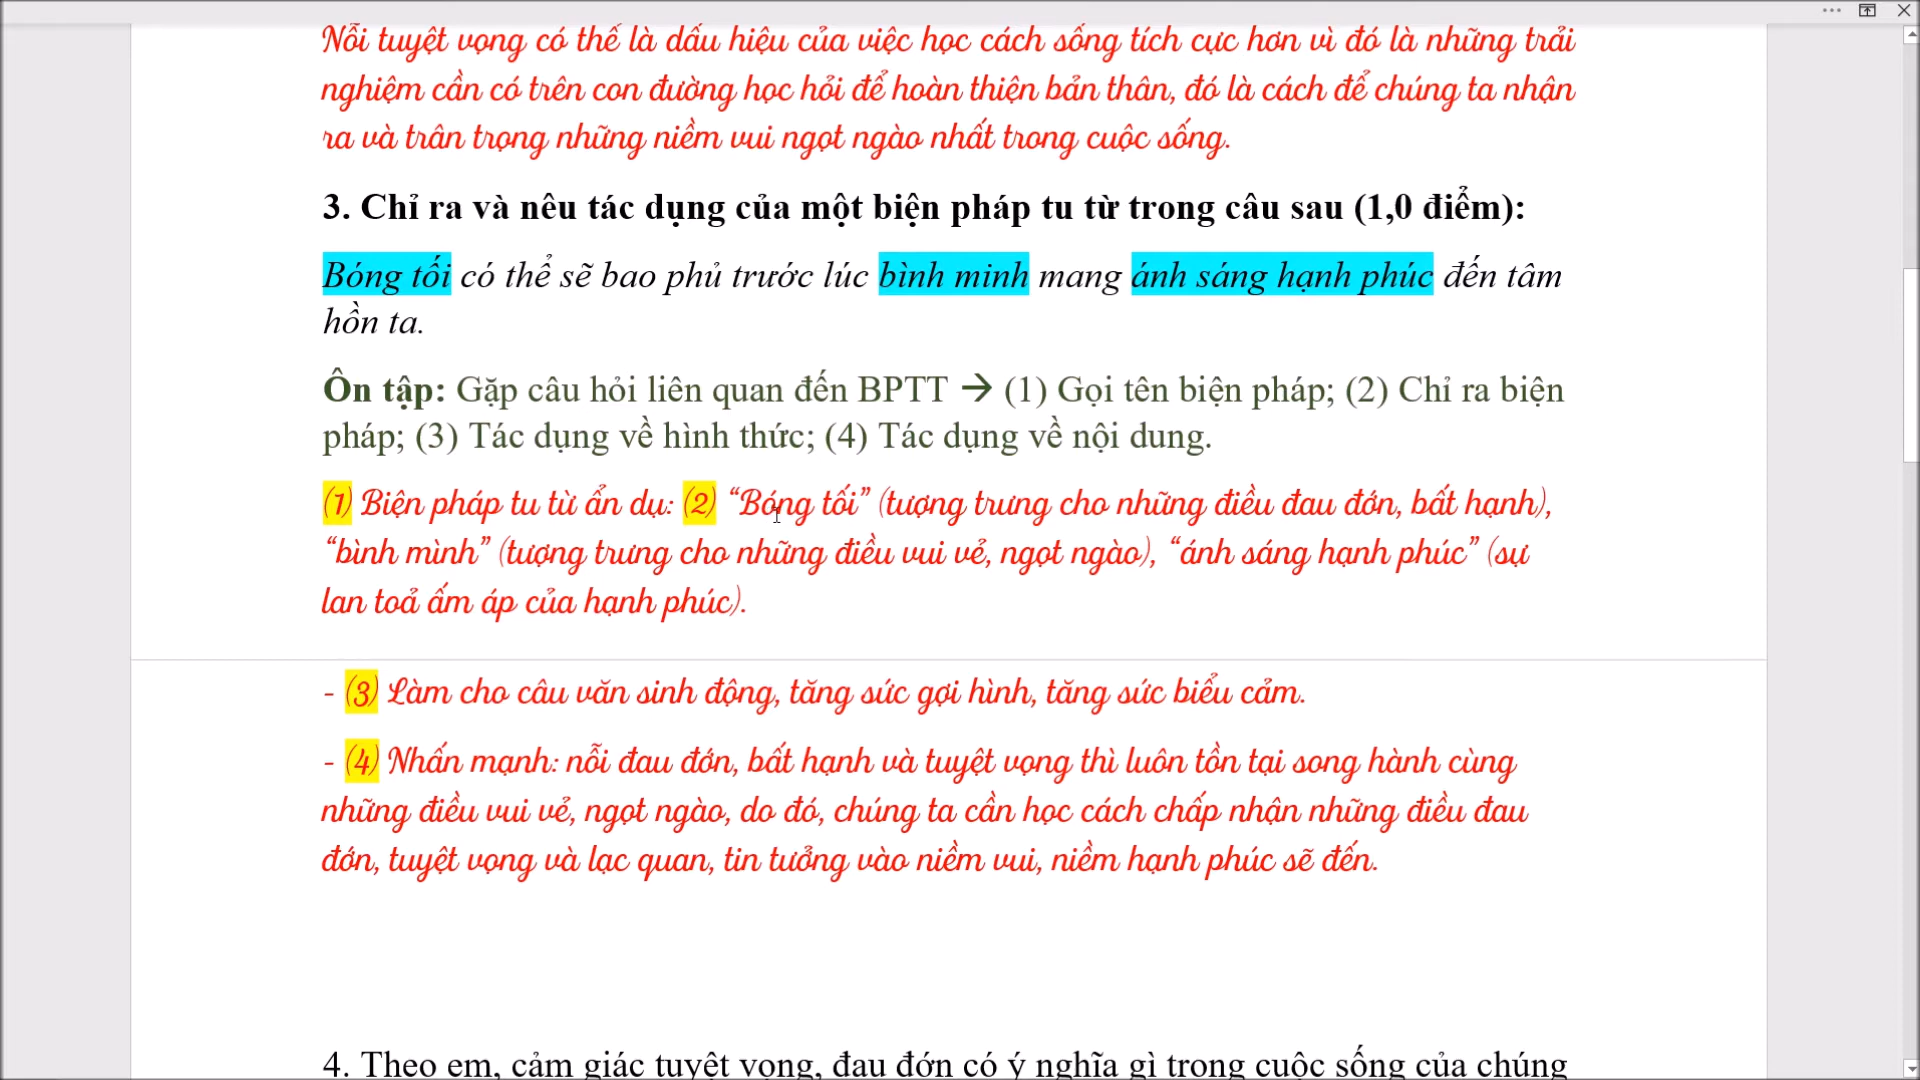 Nỗi tuyệt vọng có thể là dấu hiệu của việc học cách sống tích cực hơn vì đó là những trải
nghiệm cần có trên con đường học hỏi để hoàn thiện bản thân, đó là cách để chúng ta nhận
ra và trân trọng những niềm vui ngọt ngào nhất trong cuộc sống.
3. Chỉ ra và nêu tác dụng của một biện pháp tu từ trong câu sau (1,0 điểm):
Bóng tối có thể sẽ bao phủ trước lúc bình minh mang ánh sáng hạnh phúc đến tâm
hồn ta.
Ôn tập: Gặp câu hỏi liên quan đến BPTT → (1) Gọi tên biện pháp; (2) Chỉ ra biện
pháp; (3) Tác dụng về hình thức; (4) Tác dụng về nội dung.
(1) Biện pháp tu từ ẩn dụ: (2) “Bóng tối” (tượng trưng cho những điều đau đớn, bất hạnh),
“bình mình” (tượng trưng cho những điều vui vẻ, ngọt ngào), “ánh sáng hạnh phúc” (sự
lan toả ấm áp của hạnh phúc).
- (3) Làm cho câu văn sinh động, tăng sức gợi hình, tăng sức biểu cảm.
- (4) Nhấn mạnh: nỗi đau đớn, bất hạnh và tuyệt vọng thì luôn tồn tại song hành cùng
những điều vui vẻ, ngọt ngào, do đó, chúng ta cần học cách chấp nhận những điều đau
đớn, tuyệt vọng và lạc quan, tin tưởng vào niềm vui, niềm hạnh phúc sẽ đến.
4. Theo em, cảm giác tuyệt vọng, đau đớn có ý nghĩa gì trong cuộc sống của chúng